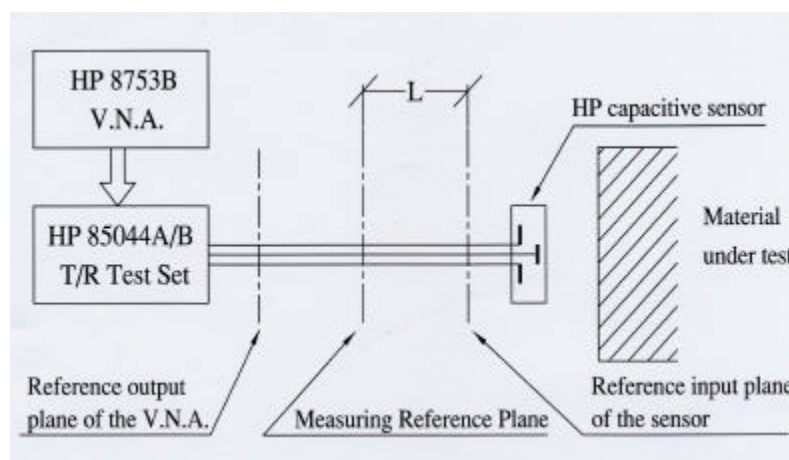 HP 8753B
V.N.A.
L
HP capacitive sensor
HP 85044A/B
T/R Test Set
Material
under test
Reference output
plane of the V.N.A.
Measuring Reference Plane
Reference input plane
of the sensor